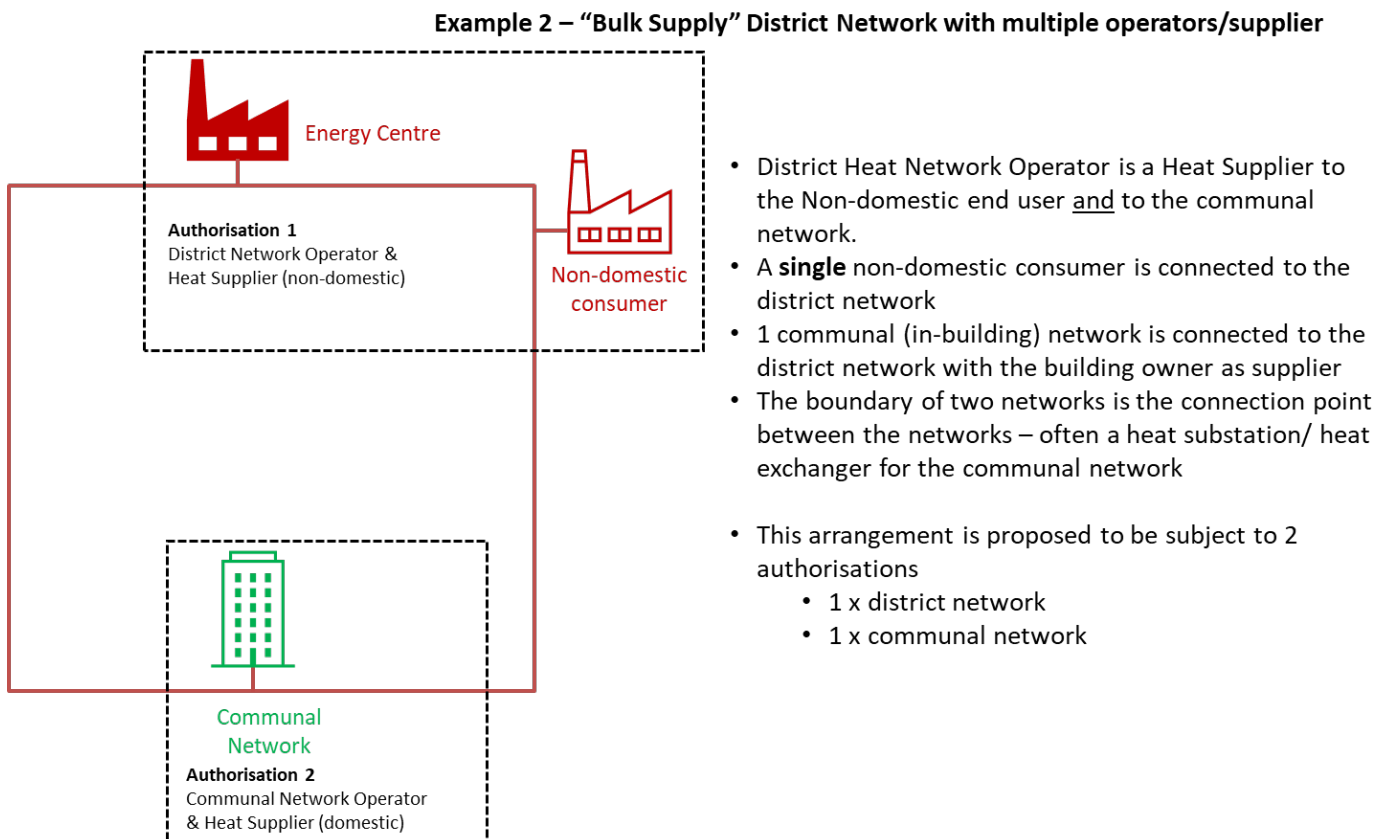 Example 2 – “Bulk Supply” District Network with multiple operators/supplier
Energy Centre
Authorisation 1
District Network Operator &
Heat Supplier (non-domestic)
Non-domestic
consumer
Communal
Network
Authorisation 2
Communal Network Operator
& Heat Supplier (domestic)
• District Heat Network Operator is a Heat Supplier to
the Non-domestic end user and to the communal
network.
• A single non-domestic consumer is connected to the
district network
• 1 communal (in-building) network is connected to the
district network with the building owner as supplier
• The boundary of two networks is the connection point
between the networks – often a heat substation/ heat
exchanger for the communal network
• This arrangement is proposed to be subject to 2
authorisations
• 1 x district network
• 1 x communal network